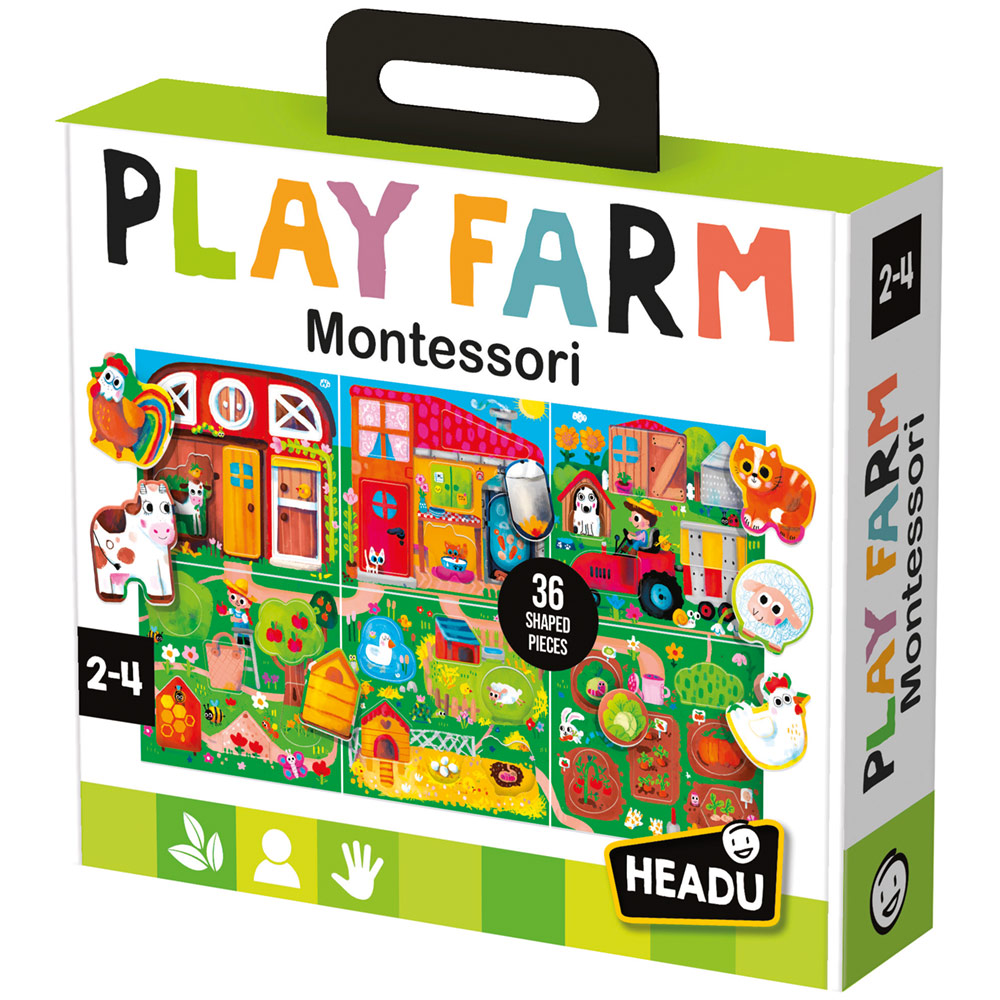 PLAY FARM
Montessori
36
SHAPED
PIECES
2-4
HEADU
2-4
PLAY FARM
Montessori